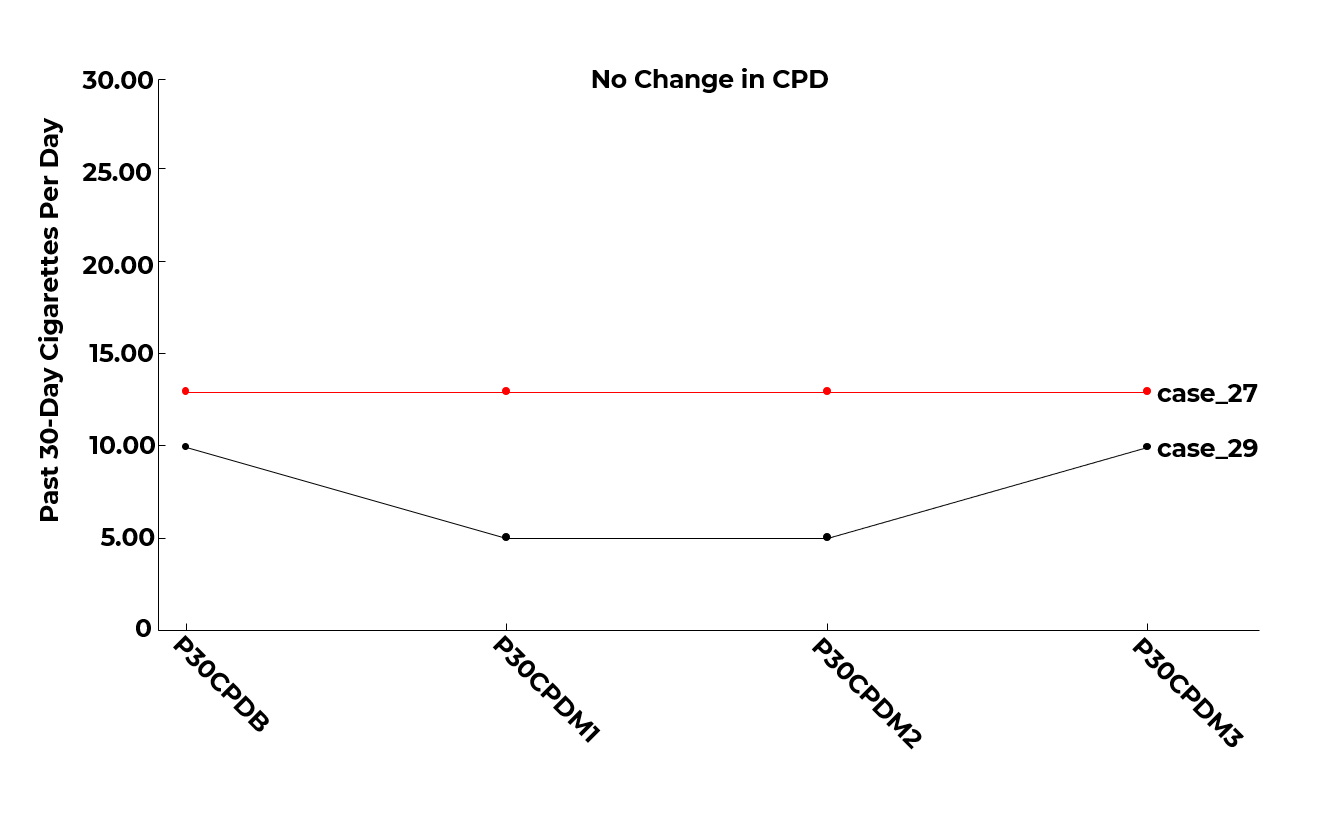 No Change in CPD
Past 30-Day Cigarettes Per Day
30.00
25.00
20.00
15.00
10.00
5.00
0
case_27
case_29
P30CPDB
P30CPDM1
P30CPDM2
P30CPDM3